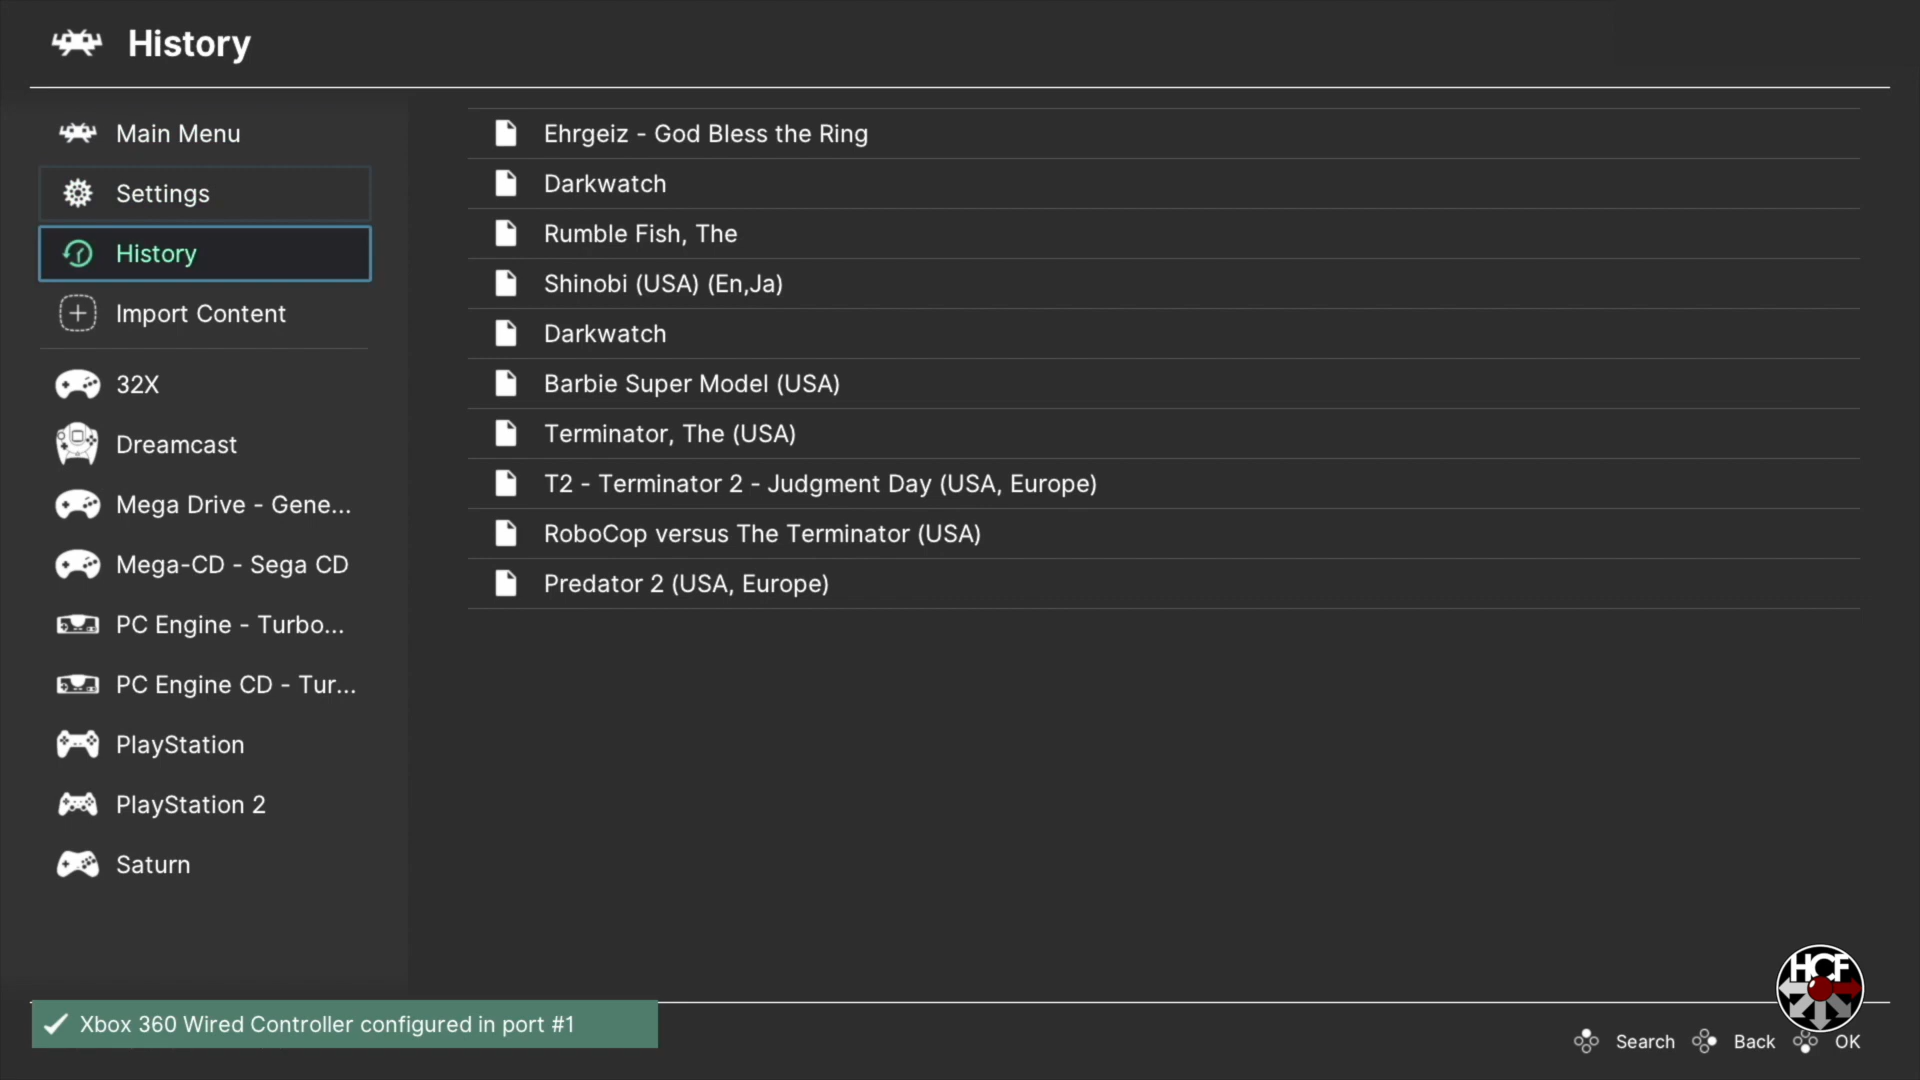 History
Main Menu
Settings
History
Import Content
32X
Dreamcast
Mega Drive - Gene...
Mega-CD - Sega CD
PC Engine - Turbo...
PC Engine CD - Tur...
PlayStation
PlayStation 2
Saturn
Ehrgeiz - God Bless the Ring
Darkwatch
Rumble Fish, The
Shinobi (USA) (En,Ja)
Darkwatch
Barbie Super Model (USA)
Terminator, The (USA)
T2 - Terminator 2 - Judgment Day (USA, Europe)
RoboCop versus The Terminator (USA)
Predator 2 (USA, Europe)
HCF
Xbox 360 Wired Controller configured in port #1
Search Back OK